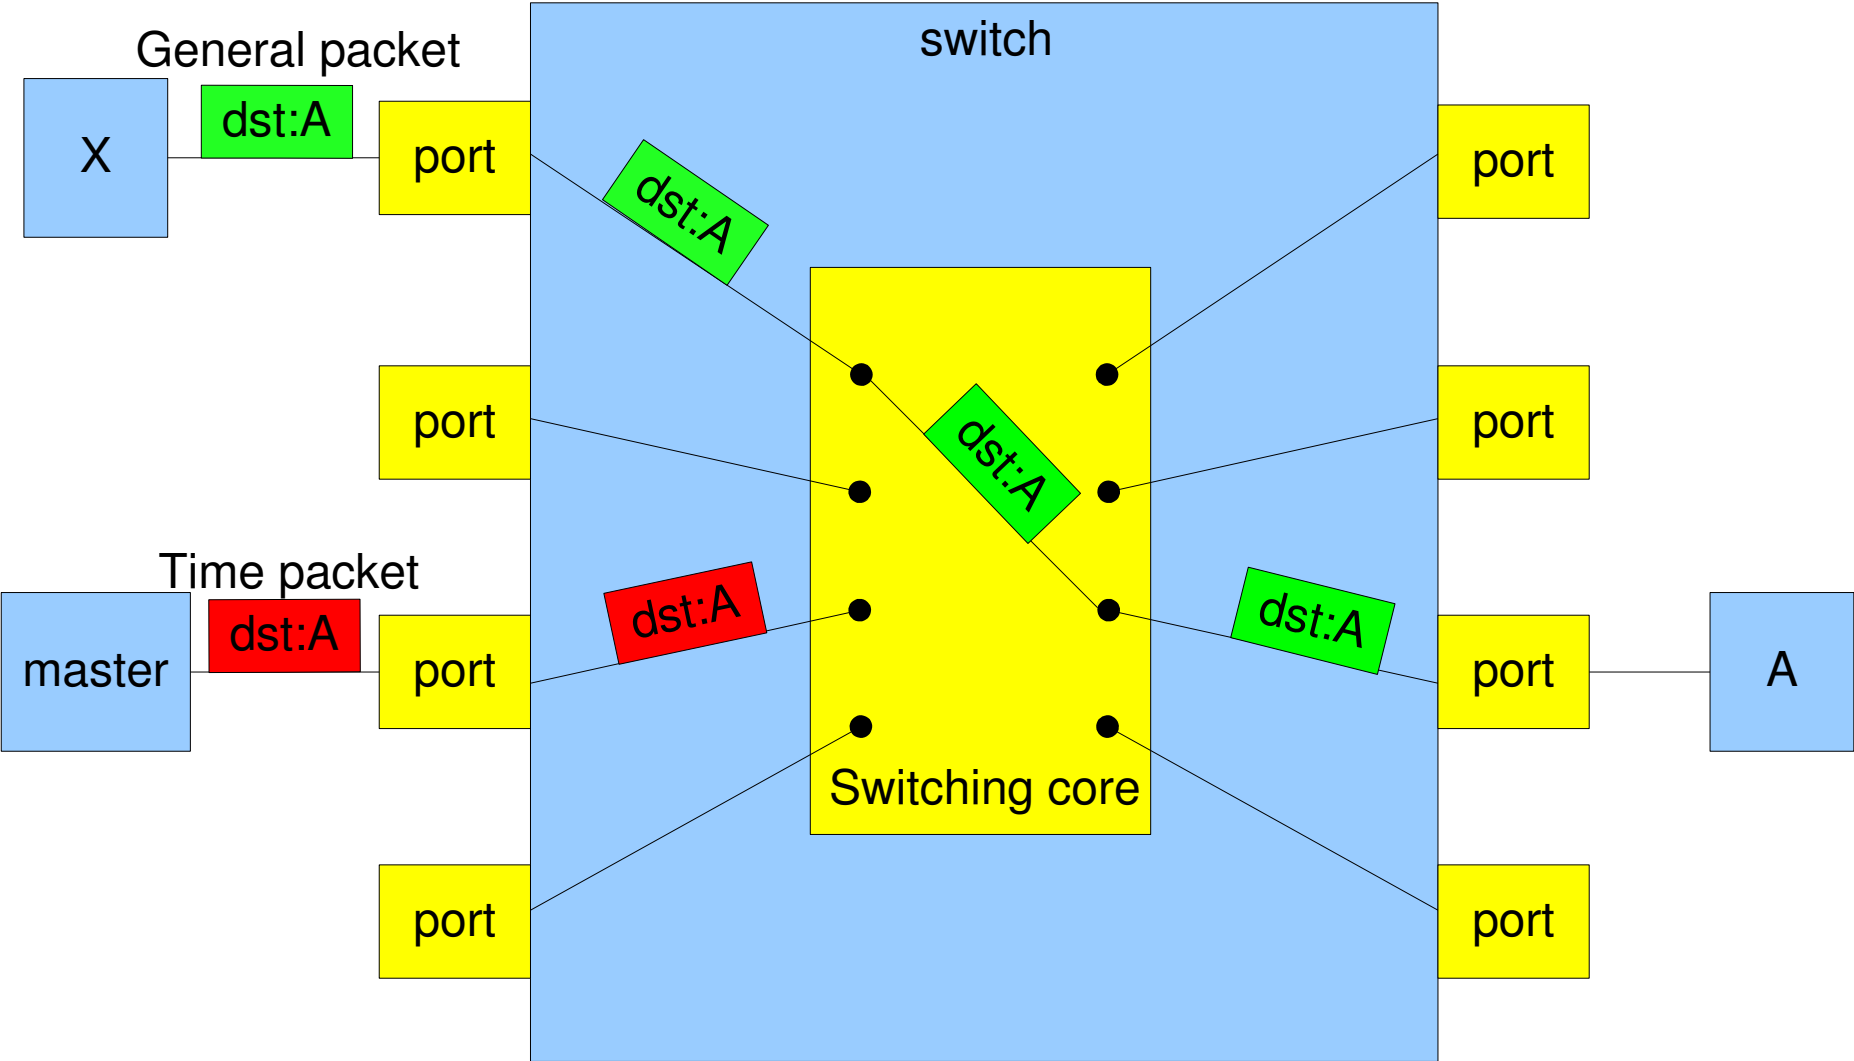 switch
General packet
dst:A
X
port
port
dst:A
dst:A
port
port
Time packet
dst:A
master
port
dst:A
dst:A
port
A
Switching core
port
port